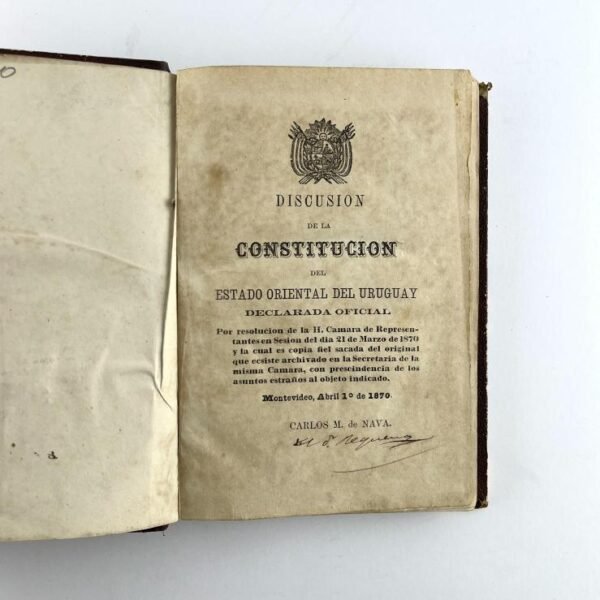 DISCUSION
DE LA
CONSTITUCION
DEL
ESTADO ORIENTAL DEL URUGUAY
DECLARADA OFICIAL
Por resolucion de la H. Camara de Represen-
tantes en Sesion del dia 21 de Marzo de 1870
y la cual es copia fiel sacada del original
que ecsiste archivado en la Secretaria de la
misma Camara, con prescindencia de los
asuntos estraños al objeto indicado.
Montevideo, Abril 1º de 1870.
CARLOS M. de NAVA.